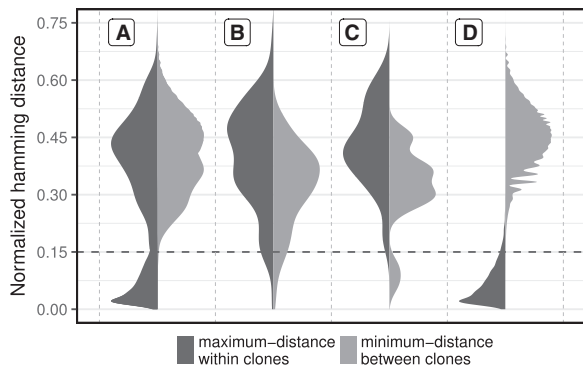 A B C D
Normalized hamming distance
0.75
0.60
0.45
0.30
0.15
0.00
maximum−distance
within clones
minimum−distance
between clones